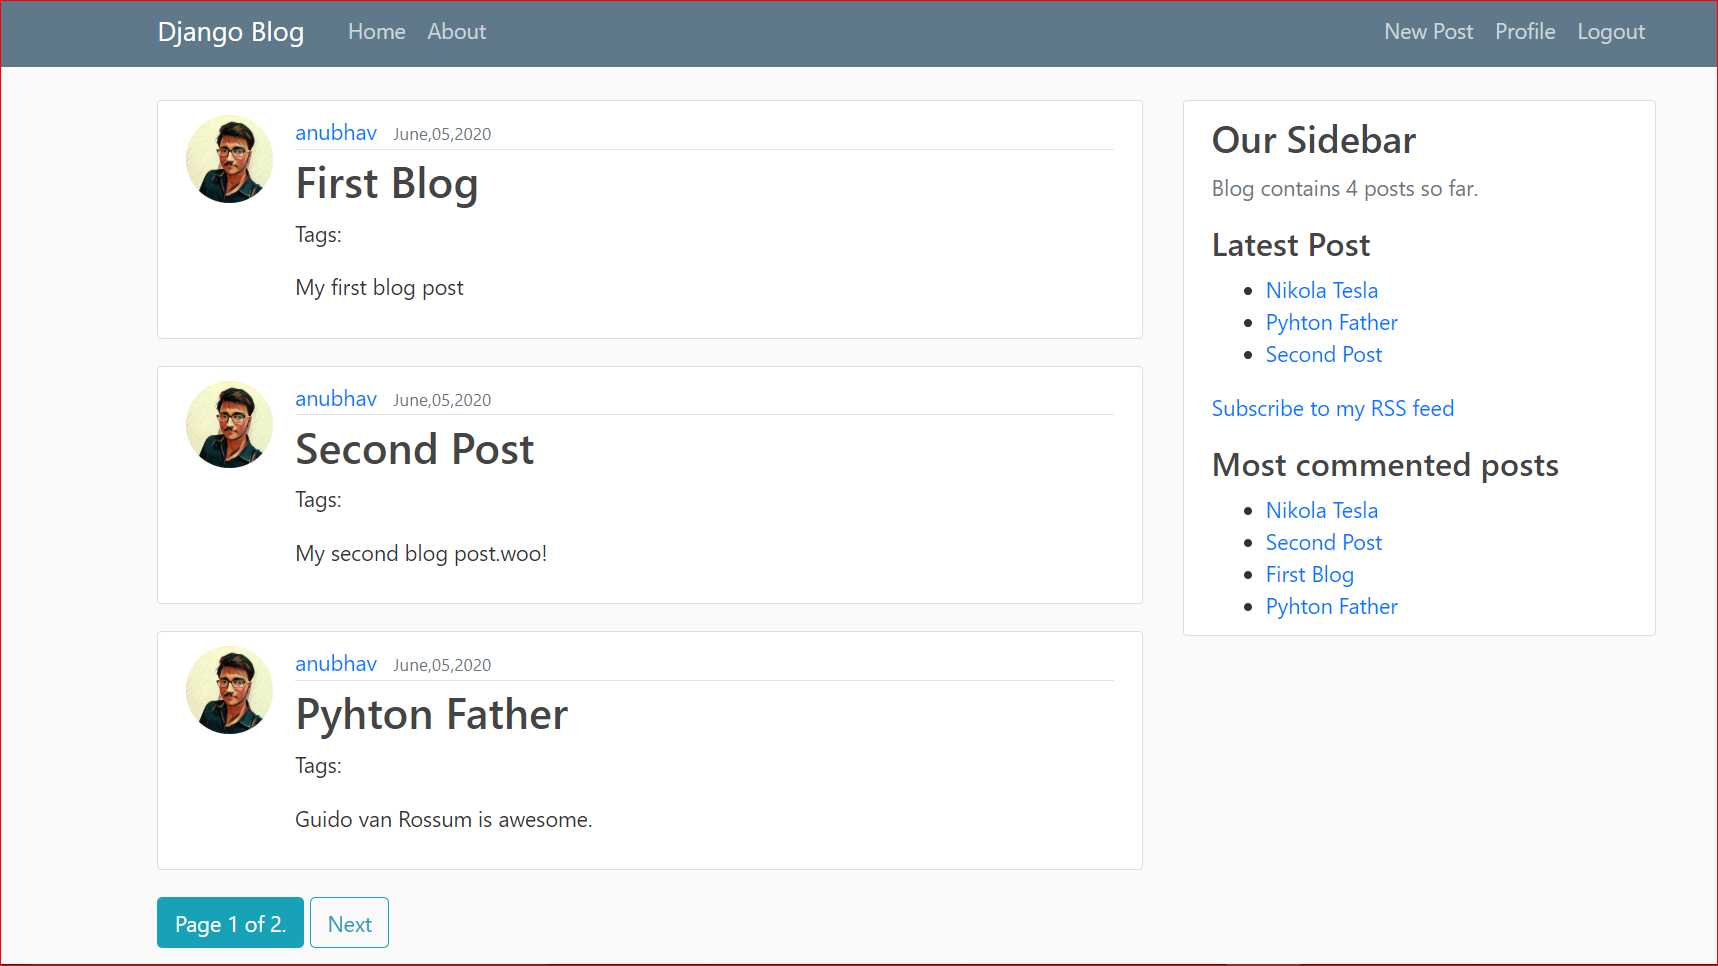 Django Blog Home About New Post Profile Logout
anubhav June,05,2020
First Blog
Tags:
My first blog post
anubhav June,05,2020
Second Post
Tags:
My second blog post.woo!
anubhav June,05,2020
Pyhton Father
Tags:
Guido van Rossum is awesome.
Page 1 of 2. Next
Our Sidebar
Blog contains 4 posts so far.
Latest Post
Nikola Tesla
Pyhton Father
Second Post
Subscribe to my RSS feed
Most commented posts
Nikola Tesla
Second Post
First Blog
Pyhton Father